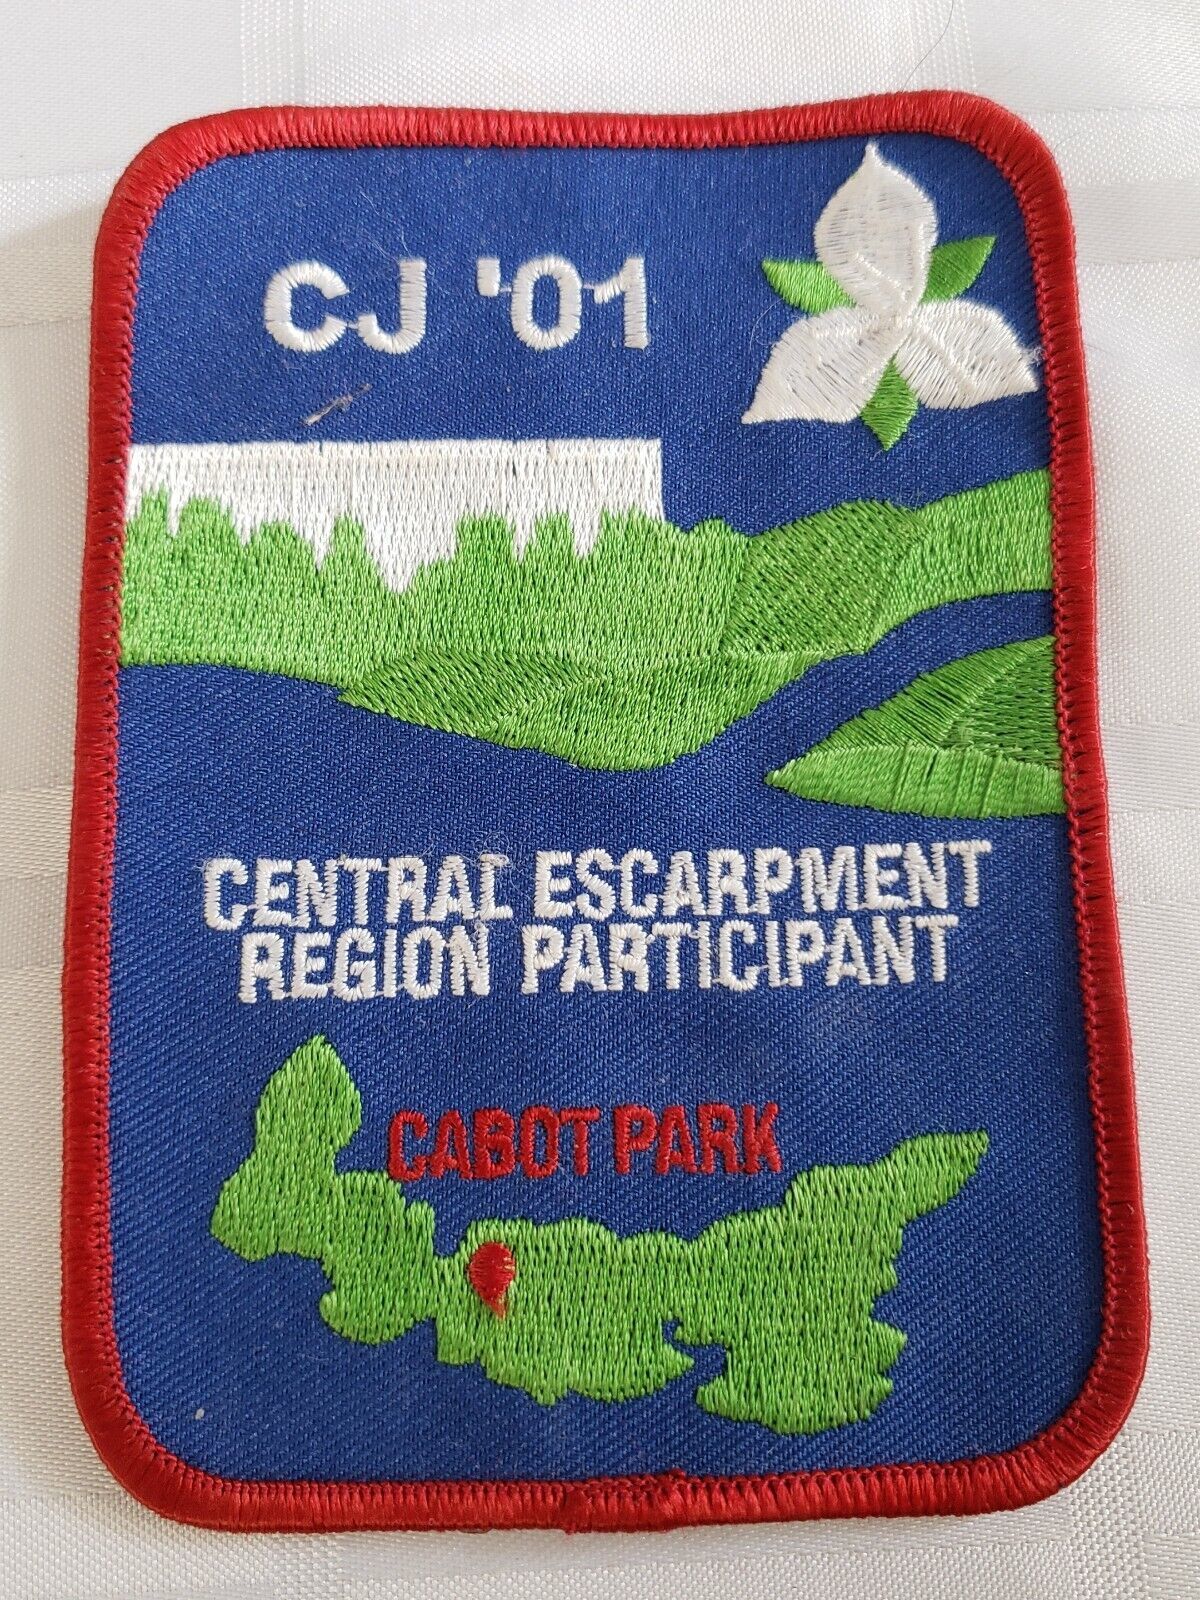 CJ '01
CENTRAL ESCARPMENT
REGION PARTICIPANT
CABOT PARK